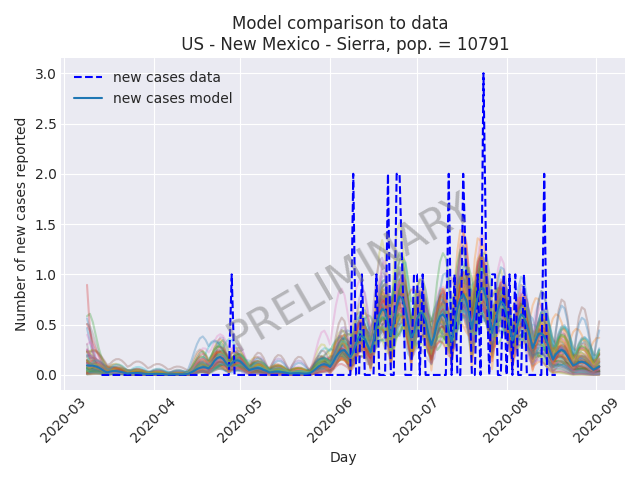 Model comparison to data
US - New Mexico - Sierra, pop. = 10791
new cases data
new cases model
PRELIMINARY
Number of new cases reported
3.0
2.5
2.0
1.5
1.0
0.5
0.0
2020-03
2020-04
2020-05
2020-06
2020-07
2020-08
2020-09
Day